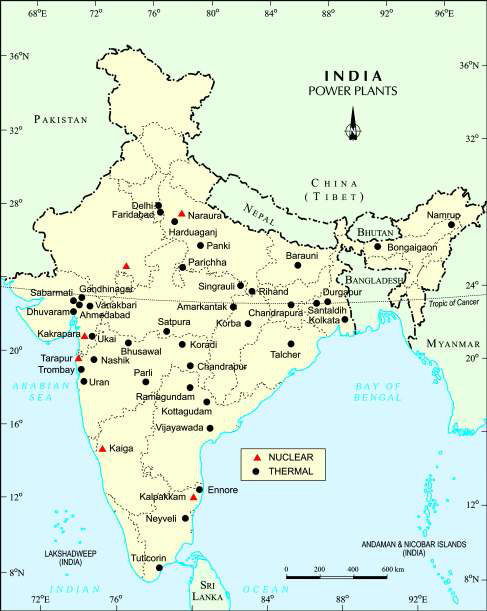 68°E 72° 76° 80° 84° 88° 92° 96°E
36°N
36°N
INDIA
POWER PLANTS
N
PAKISTAN
32°N
32°N
CHINA
(TIBET)
28°N
28°
Delhi
Faridabad
Naraura
Harduaganj
NEPAL
Namrup
BHUTAN
Panki
Bongaigaon
Parichha
Barauni
24°N
24°
BANGLADESH
Gandhinagar
Sabarmati
Singrauli
Rihand
Durgapur
Tropic of Cancer
Wanakbari
Dhuvaram
Ahmedabad
Amarkantak
Chandrapura
Santaldih
Kolkata
Satpura
Korba
Kakrapara
Ukai
MYANMAR
20°N
20°N
Tarapur
Bhusawal
Koradi
Talcher
Nashik
Trombay
Chandrapur
Uran
Parli
ARABIAN
SEA
BAY OF
BENGAL
Ramagundam
Kottagudam
16°N
16°N
Vijayawada
Kaiga
NUCLEAR
THERMAL
Ennore
12°N
12°N
Kalpakkam
Neyveli
LAKSHADWEEP
(INDIA)
ANDAMAN & NICOBAR ISLANDS
(INDIA)
Tuticorin
8°N
8°N
0 200 400 600 km
SRI
LANKA
INDIAN OCEAN
72°E 76° 84° 88°E 92°E